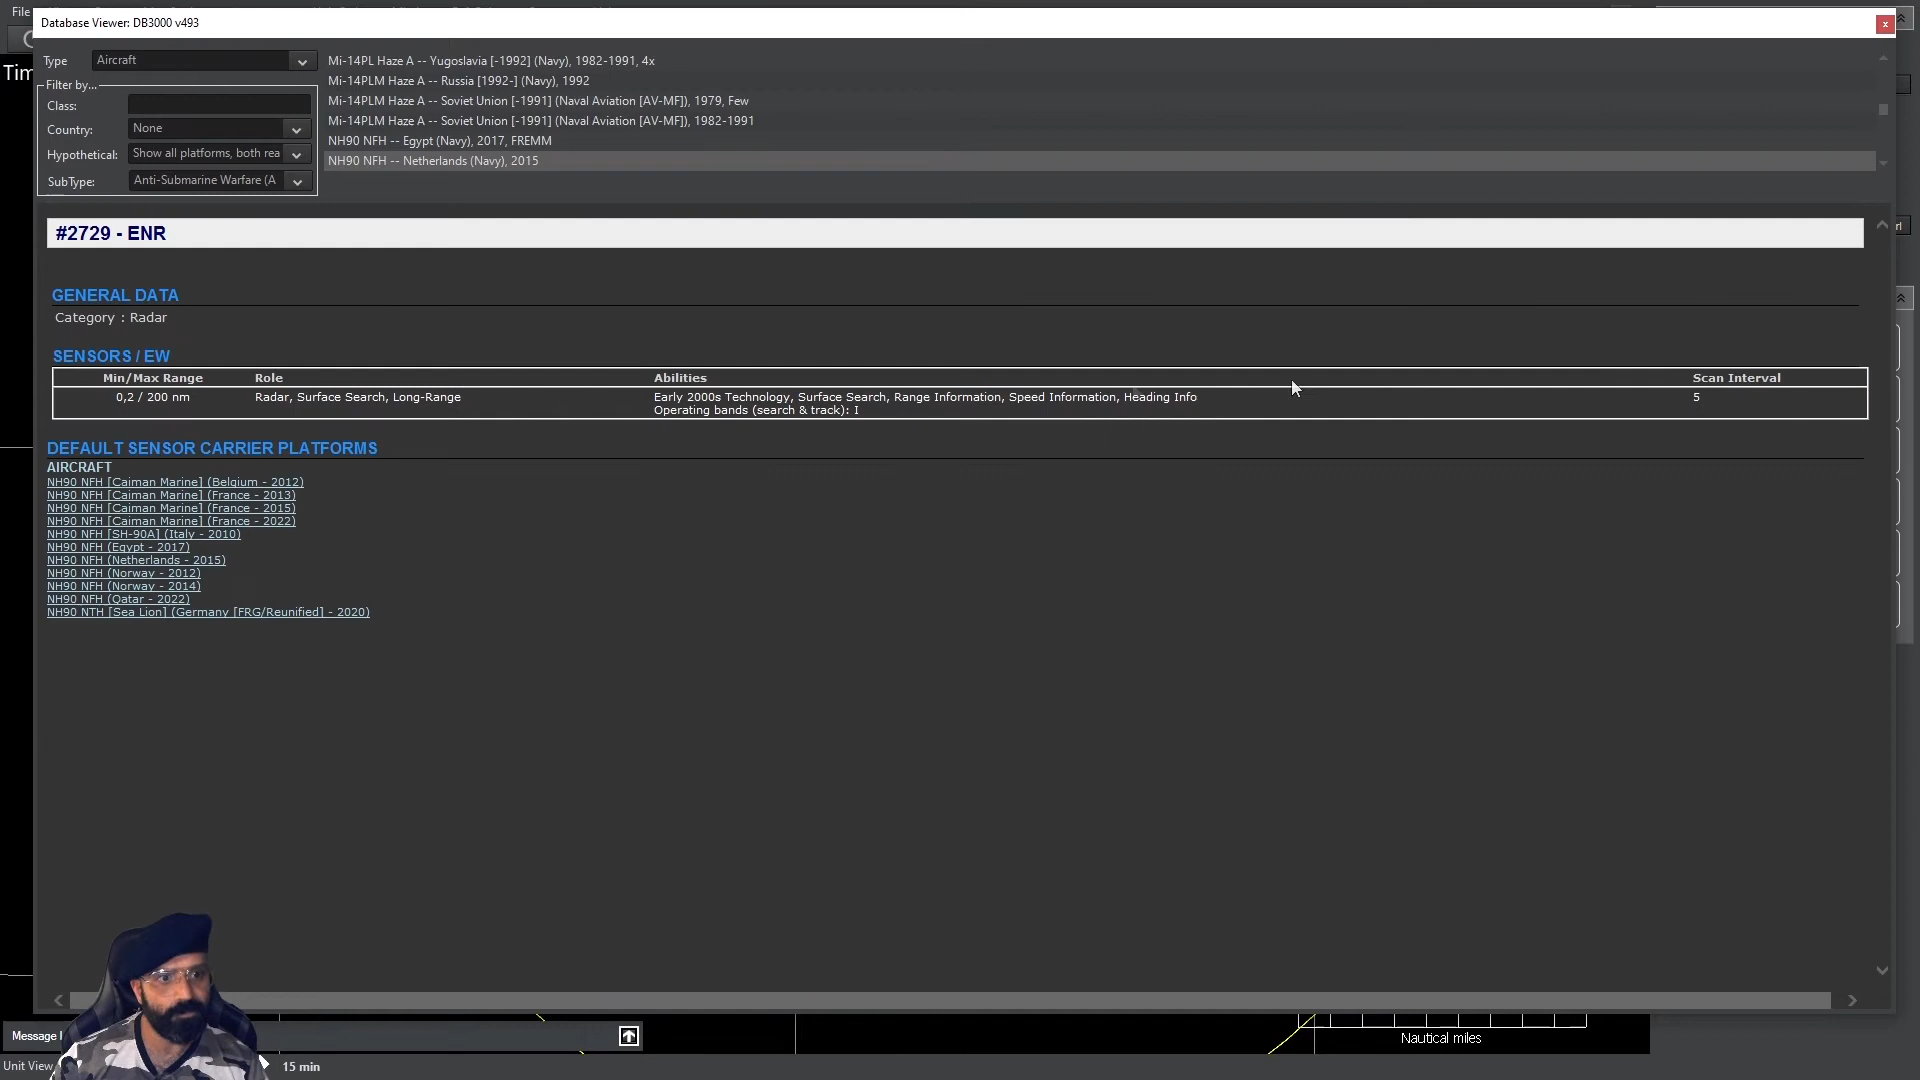 File
Database Viewer: DB3000 v493
x
Tim
Type
Aircraft
Filter by...
Class:
Country:
None
Hypothetical:
Show all platforms, both rea
SubType:
Anti-Submarine Warfare (A
Mi-14PL Haze A -- Yugoslavia [-1992] (Navy), 1982-1991, 4x
Mi-14PLM Haze A -- Russia [1992-] (Navy), 1992
Mi-14PLM Haze A -- Soviet Union [-1991] (Naval Aviation [AV-MF]), 1979, Few
Mi-14PLM Haze A -- Soviet Union [-1991] (Naval Aviation [AV-MF]), 1982-1991
NH90 NFH -- Egypt (Navy), 2017, FREMM
NH90 NFH -- Netherlands (Navy), 2015
#2729 - ENR
rl
GENERAL DATA
Category : Radar
SENSORS / EW
Min/Max Range Role Abilities Scan Interval
0,2 / 200 nm Radar, Surface Search, Long-Range Early 2000s Technology, Surface Search, Range Information, Speed Information, Heading Info 5
Operating bands (search & track): I
DEFAULT SENSOR CARRIER PLATFORMS
AIRCRAFT
NH90 NFH [Caiman Marine] (Belgium - 2012)
NH90 NFH [Caiman Marine] (France - 2013)
NH90 NFH [Caiman Marine] (France - 2015)
NH90 NFH [Caiman Marine] (France - 2022)
NH90 NFH [SH-90A] (Italy - 2010)
NH90 NFH (Egypt - 2017)
NH90 NFH (Netherlands - 2015)
NH90 NFH (Norway - 2012)
NH90 NFH (Norway - 2014)
NH90 NFH (Qatar - 2022)
NH90 NTH [Sea Lion] (Germany [FRG/Reunified] - 2020)
Message
Nautical miles
Unit View
15 min